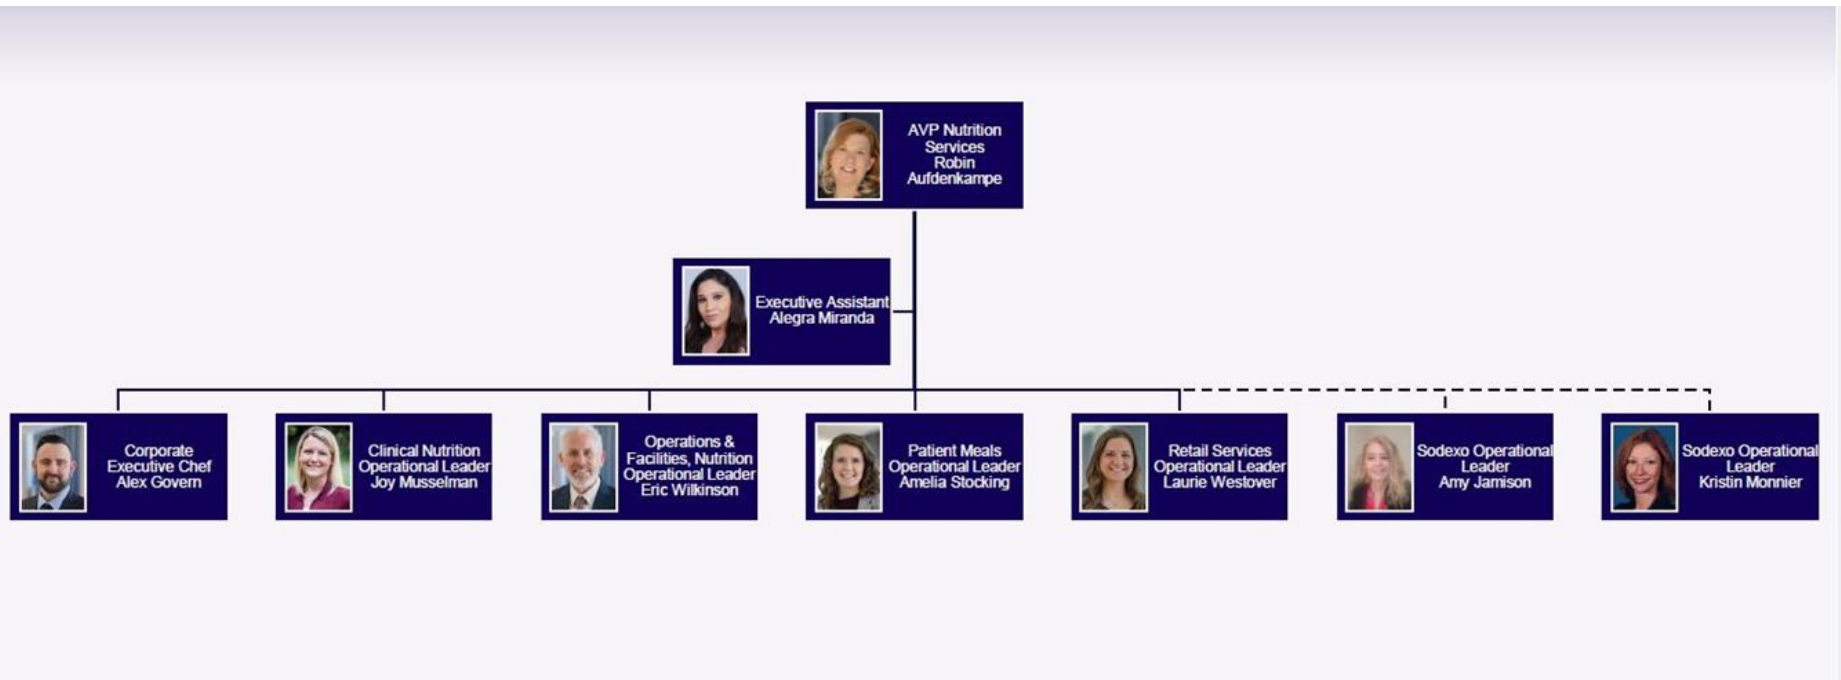 AVP Nutrition
Services
Robin
Aufdenkampe
Executive Assistant
Alegra Miranda
Corporate
Executive Chef
Alex Govern
Clinical Nutrition
Operational Leader
Joy Musselman
Operations &
Facilities, Nutrition
Operational Leader
Eric Wilkinson
Patient Meals
Operational Leader
Amelia Stocking
Retail Services
Operational Leader
Laurie Westover
Sodexo Operational
Leader
Amy Jamison
Sodexo Operational
Leader
Kristin Monnier